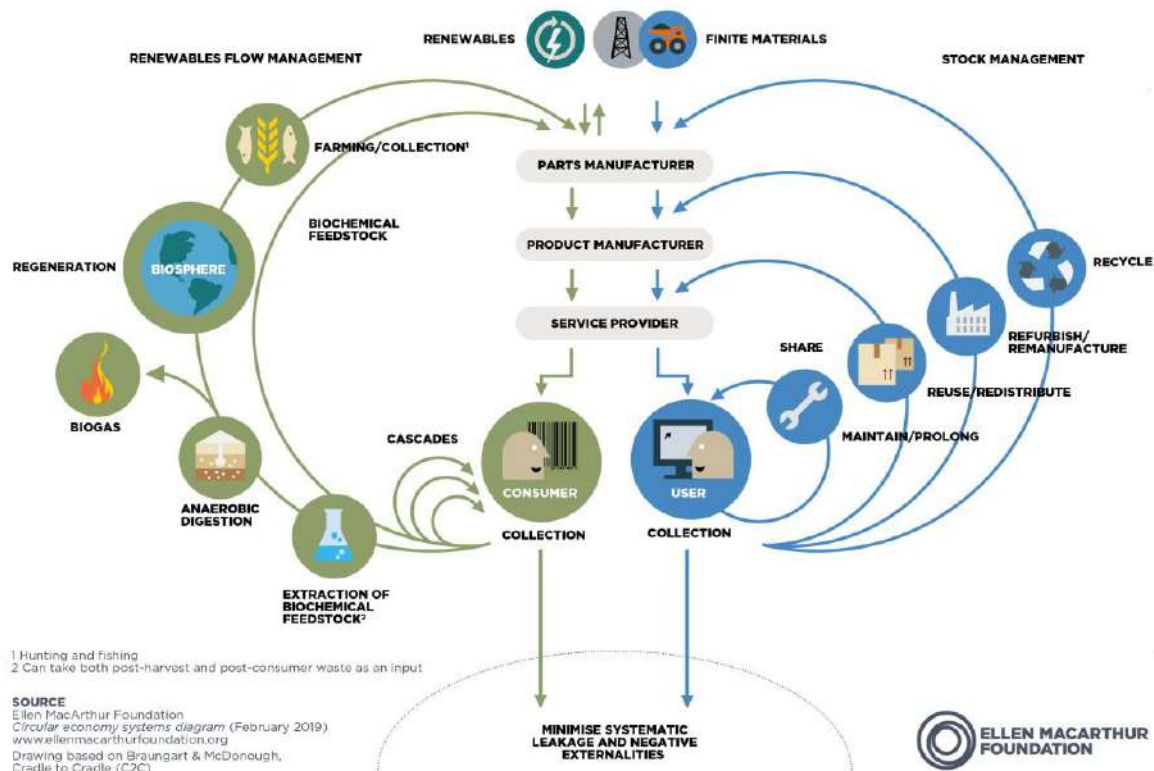 RENEWABLES
FINITE MATERIALS
RENEWABLES FLOW MANAGEMENT
STOCK MANAGEMENT
FARMING/COLLECTION¹
PARTS MANUFACTURER
BIOCHEMICAL
FEEDSTOCK
PRODUCT MANUFACTURER
REGENERATION
BIOSPHERE
RECYCLE
SERVICE PROVIDER
SHARE
REFURBISH/
REMANUFACTURE
REUSE/REDISTRIBUTE
BIOGAS
CASCADES
MAINTAIN/PROLONG
CONSUMER
USER
ANAEROBIC
DIGESTION
COLLECTION
COLLECTION
EXTRACTION OF
BIOCHEMICAL
FEEDSTOCK²
1 Hunting and fishing
2 Can take both post-harvest and post-consumer waste as an input
SOURCE
Ellen MacArthur Foundation
Circular economy systems diagram (February 2019)
www.ellenmacarthurfoundation.org
Drawing based on Braungart & McDonough,
Cradle to Cradle (C2C)
MINIMISE SYSTEMATIC
LEAKAGE AND NEGATIVE
EXTERNALITIES
ELLEN MACARTHUR
FOUNDATION